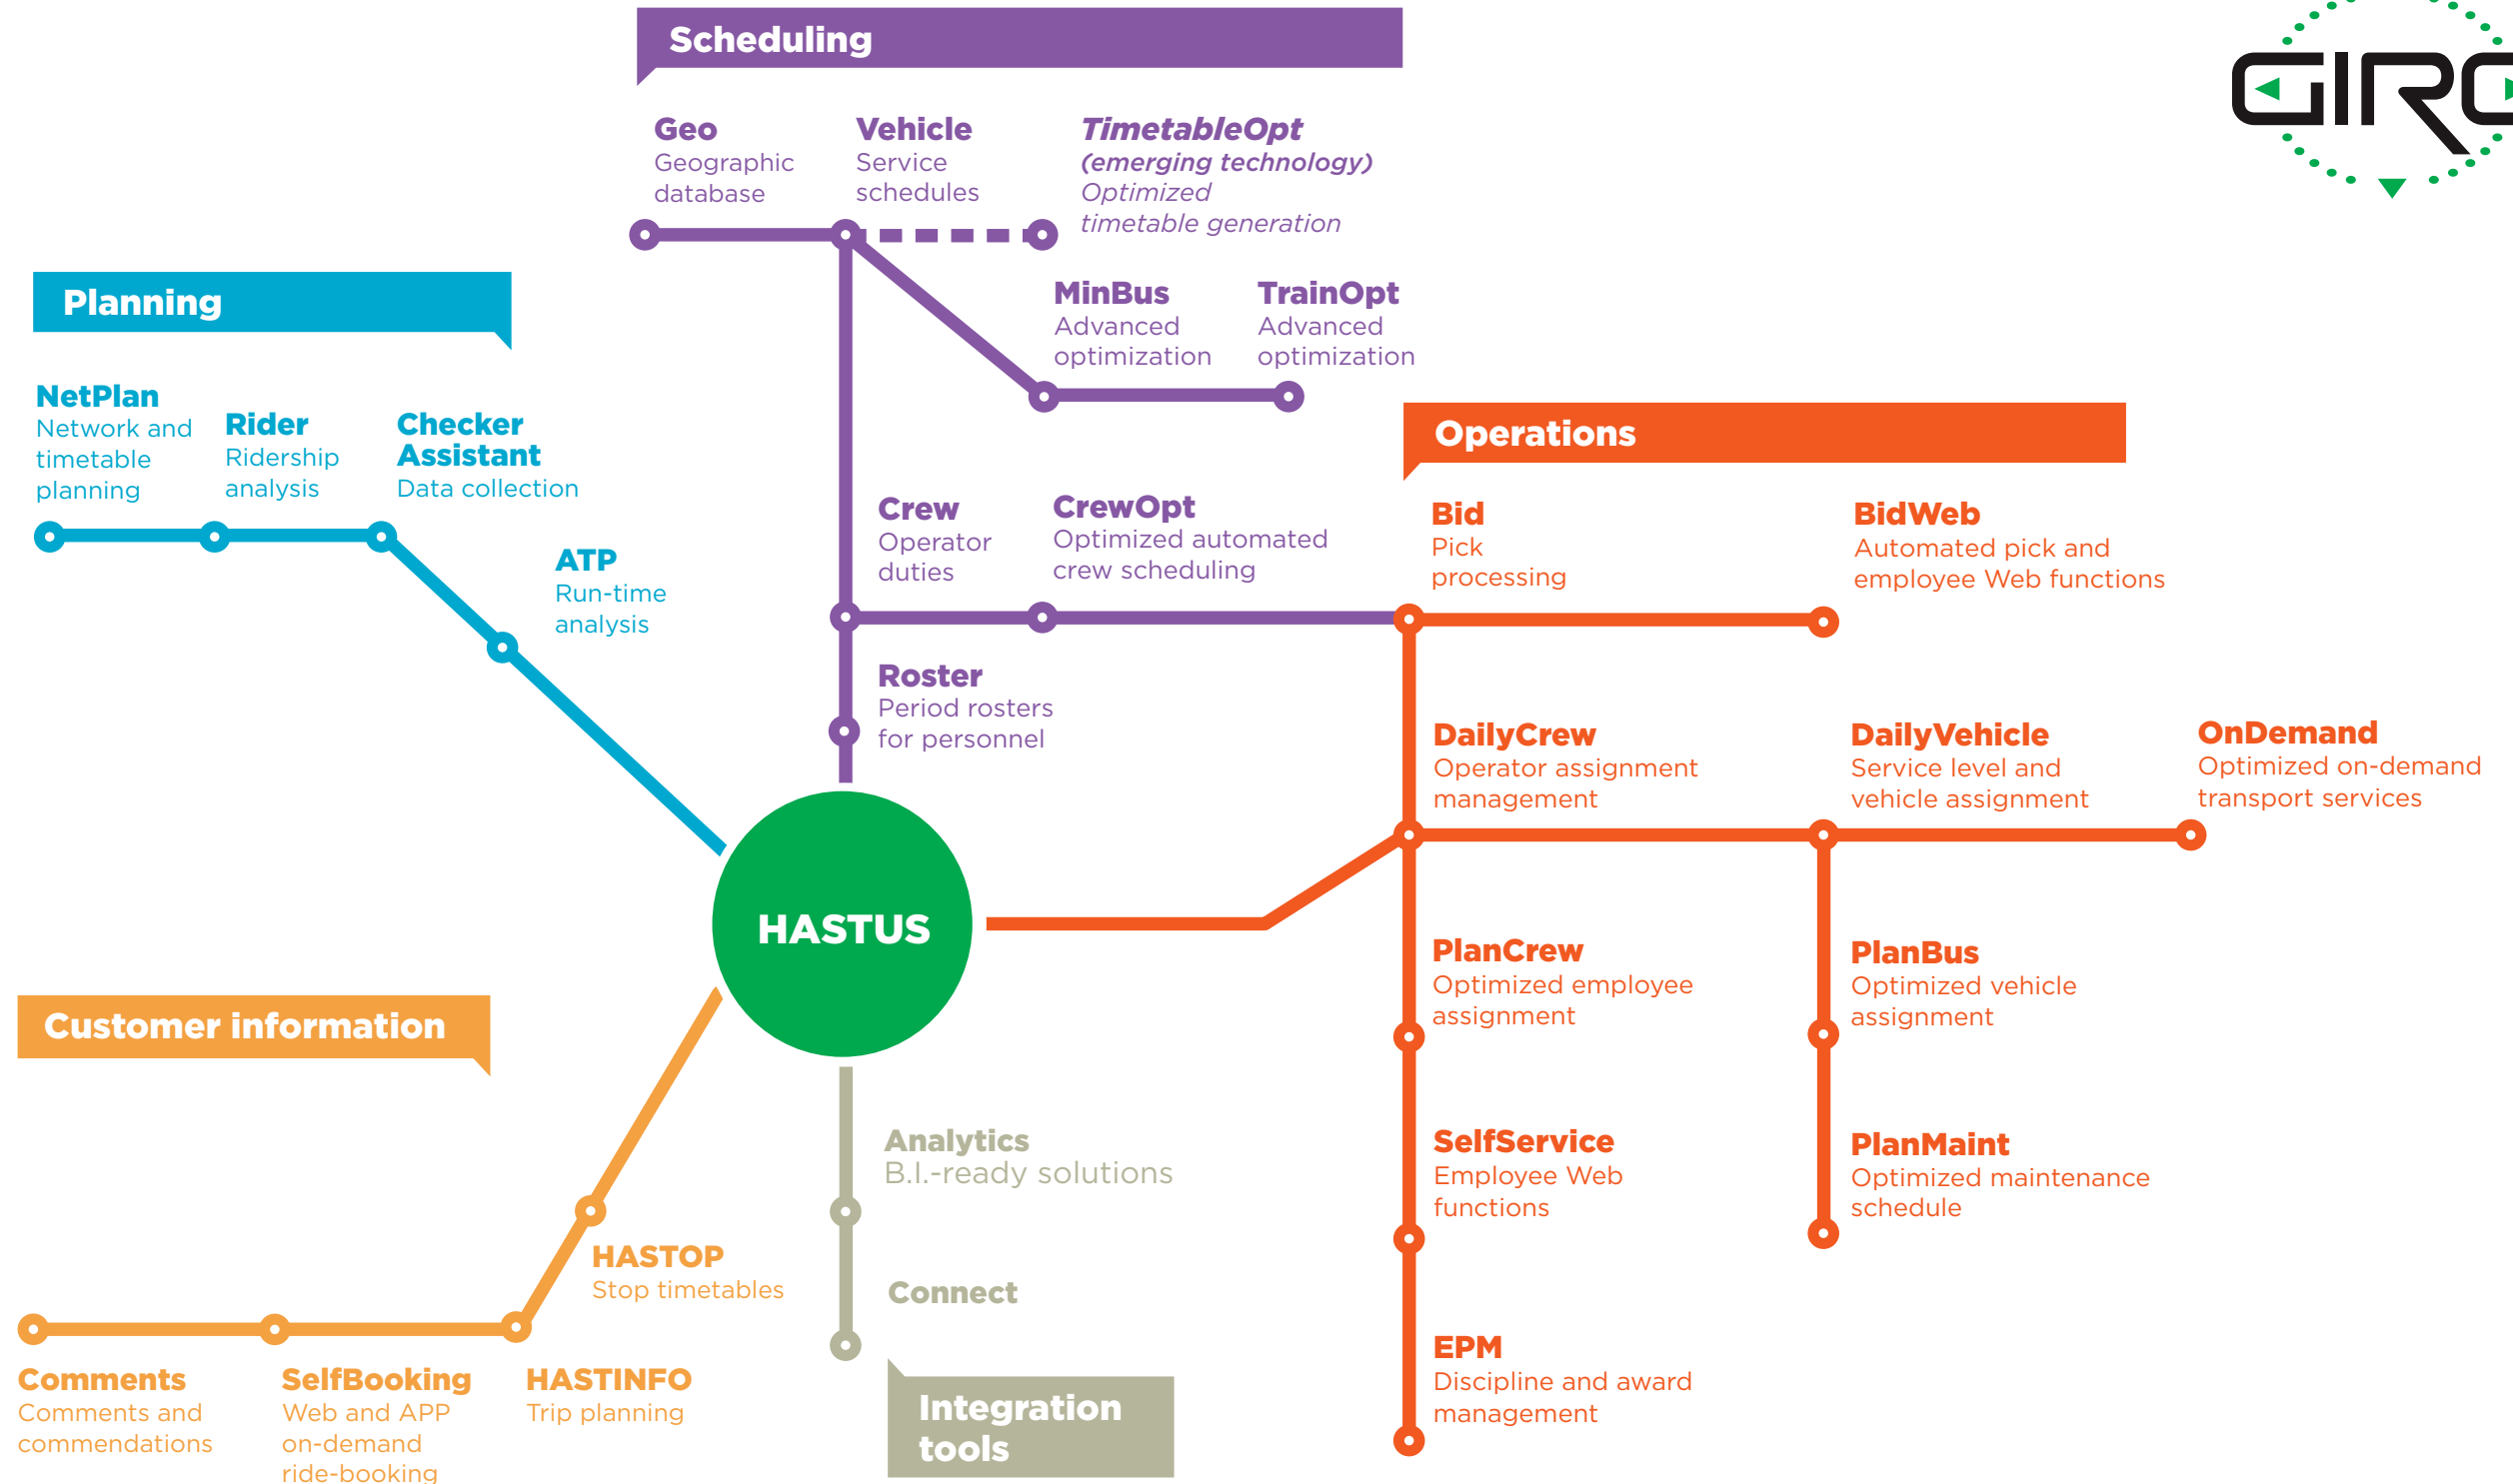 Scheduling
GIRO
Geo
Geographic
database
Vehicle
Service
schedules
TimetableOpt
(emerging technology)
Optimized
timetable generation
MinBus
Advanced
optimization
TrainOpt
Advanced
optimization
Crew
Operator
duties
CrewOpt
Optimized automated
crew scheduling
Roster
Period rosters
for personnel
Planning
NetPlan
Network and
timetable
planning
Rider
Ridership
analysis
Checker
Assistant
Data collection
ATP
Run-time
analysis
Operations
Bid
Pick
processing
BidWeb
Automated pick and
employee Web functions
DailyCrew
Operator assignment
management
DailyVehicle
Service level and
vehicle assignment
OnDemand
Optimized on-demand
transport services
PlanCrew
Optimized employee
assignment
PlanBus
Optimized vehicle
assignment
SelfService
Employee Web
functions
PlanMaint
Optimized maintenance
schedule
EPM
Discipline and award
management
HASTUS
Customer information
HASTOP
Stop timetables
Comments
Comments and
commendations
SelfBooking
Web and APP
on-demand
ride-booking
HASTINFO
Trip planning
Analytics
B.I.-ready solutions
Connect
Integration
tools